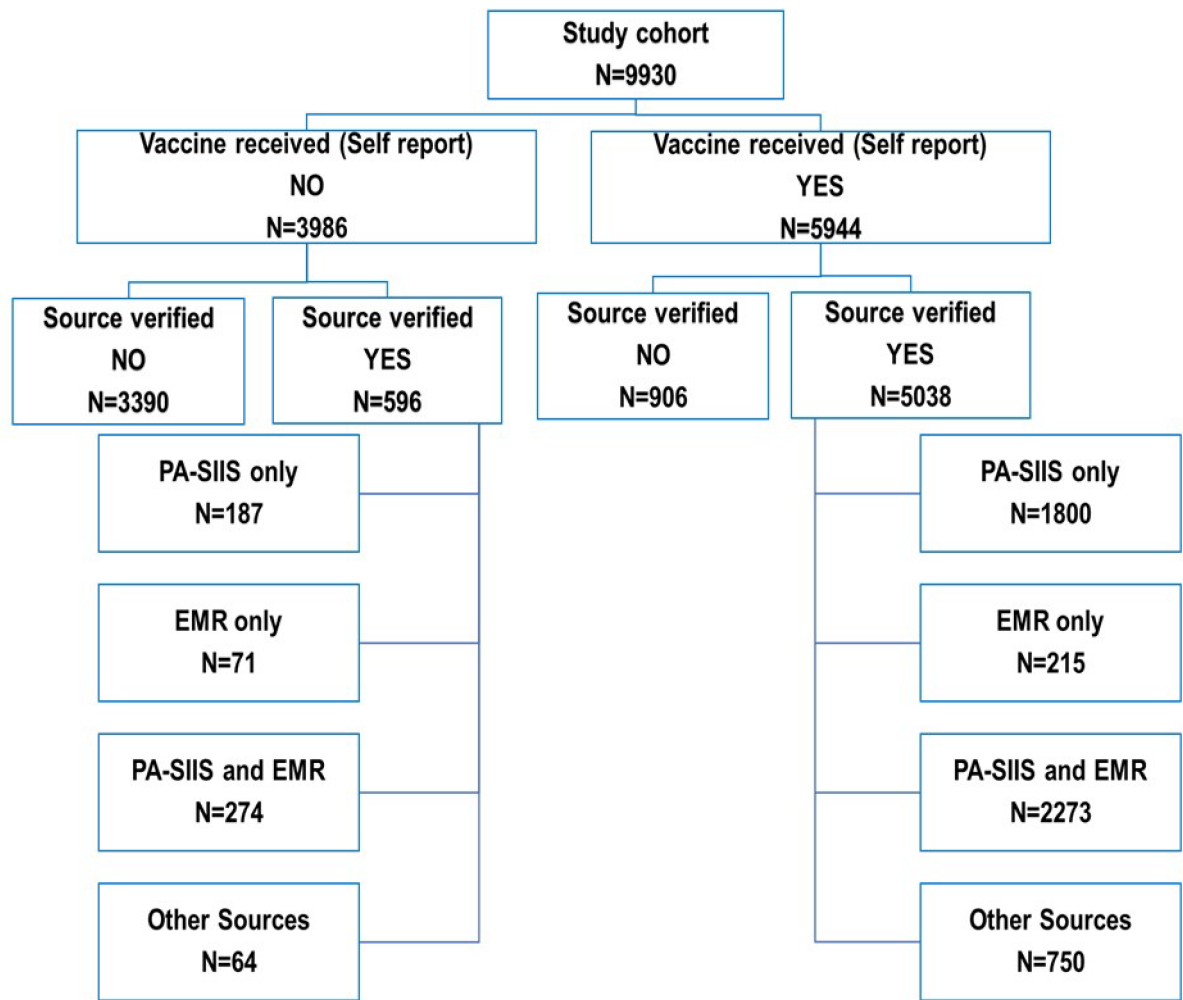 Study cohort
N=9930
Vaccine received (Self report)
NO
N=3986
Vaccine received (Self report)
YES
N=5944
Source verified
NO
N=3390
Source verified
YES
N=596
Source verified
NO
N=906
Source verified
YES
N=5038
PA-SIIS only
N=187
EMR only
N=71
PA-SIIS and EMR
N=274
Other Sources
N=64
PA-SIIS only
N=1800
EMR only
N=215
PA-SIIS and EMR
N=2273
Other Sources
N=750